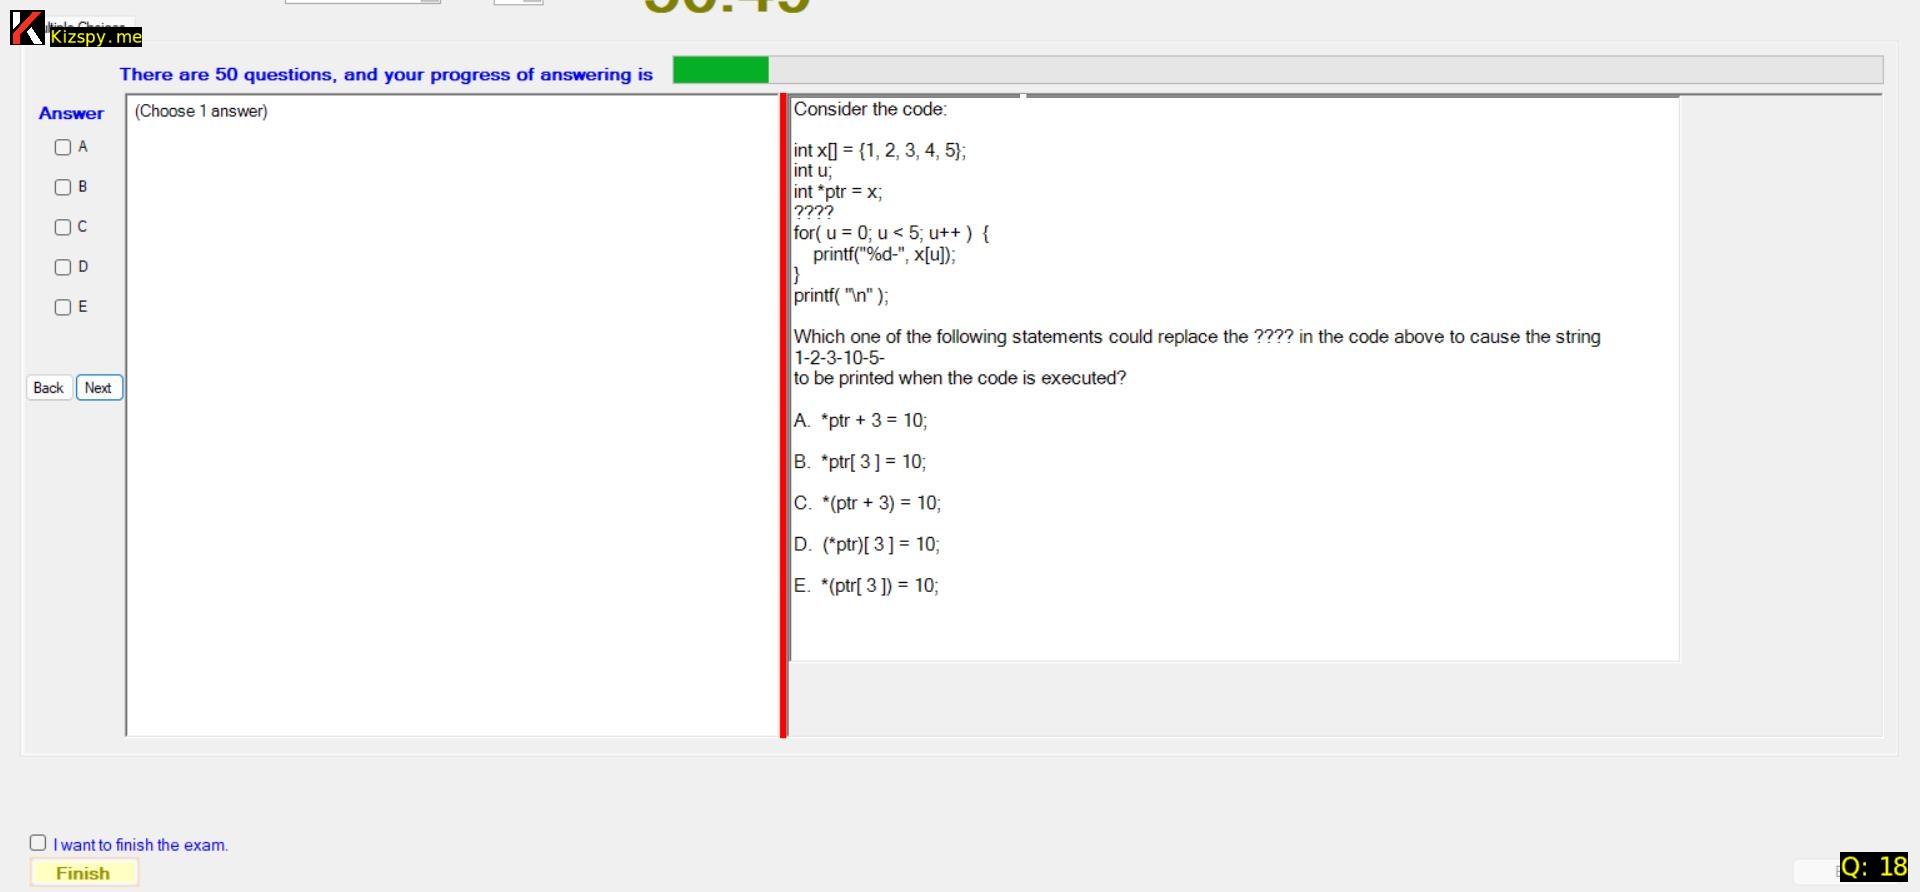 Kizspy.me
There are 50 questions, and your progress of answering is
Answer
(Choose 1 answer)
A
B
C
D
E
Back Next
Consider the code:
int x[] = {1, 2, 3, 4, 5};
int u;
int *ptr = x;
????
for( u = 0; u < 5; u++ ) {
printf("%d-", x[u]);
}
printf( "\n" );
Which one of the following statements could replace the ???? in the code above to cause the string
1-2-3-10-5-
to be printed when the code is executed?
A. *ptr + 3 = 10;
B. *ptr[ 3 ] = 10;
C. *(ptr + 3) = 10;
D. (*ptr)[ 3 ] = 10;
E. *(ptr[ 3 ]) = 10;
I want to finish the exam.
Finish
Q: 18